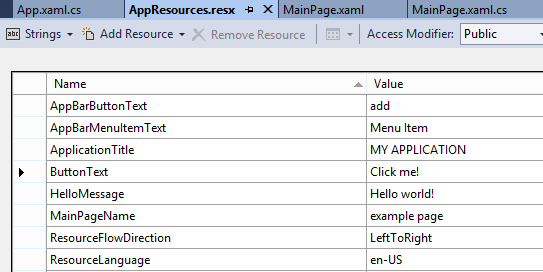 App.xaml.cs AppResources.resx MainPage.xaml MainPage.xaml.cs
abc Strings Add Resource Remove Resource Access Modifier: Public
Name Value
AppBarButtonText add
AppBarMenuItemText Menu Item
ApplicationTitle MY APPLICATION
ButtonText Click me!
HelloMessage Hello world!
MainPageName example page
ResourceFlowDirection LeftToRight
ResourceLanguage en-US